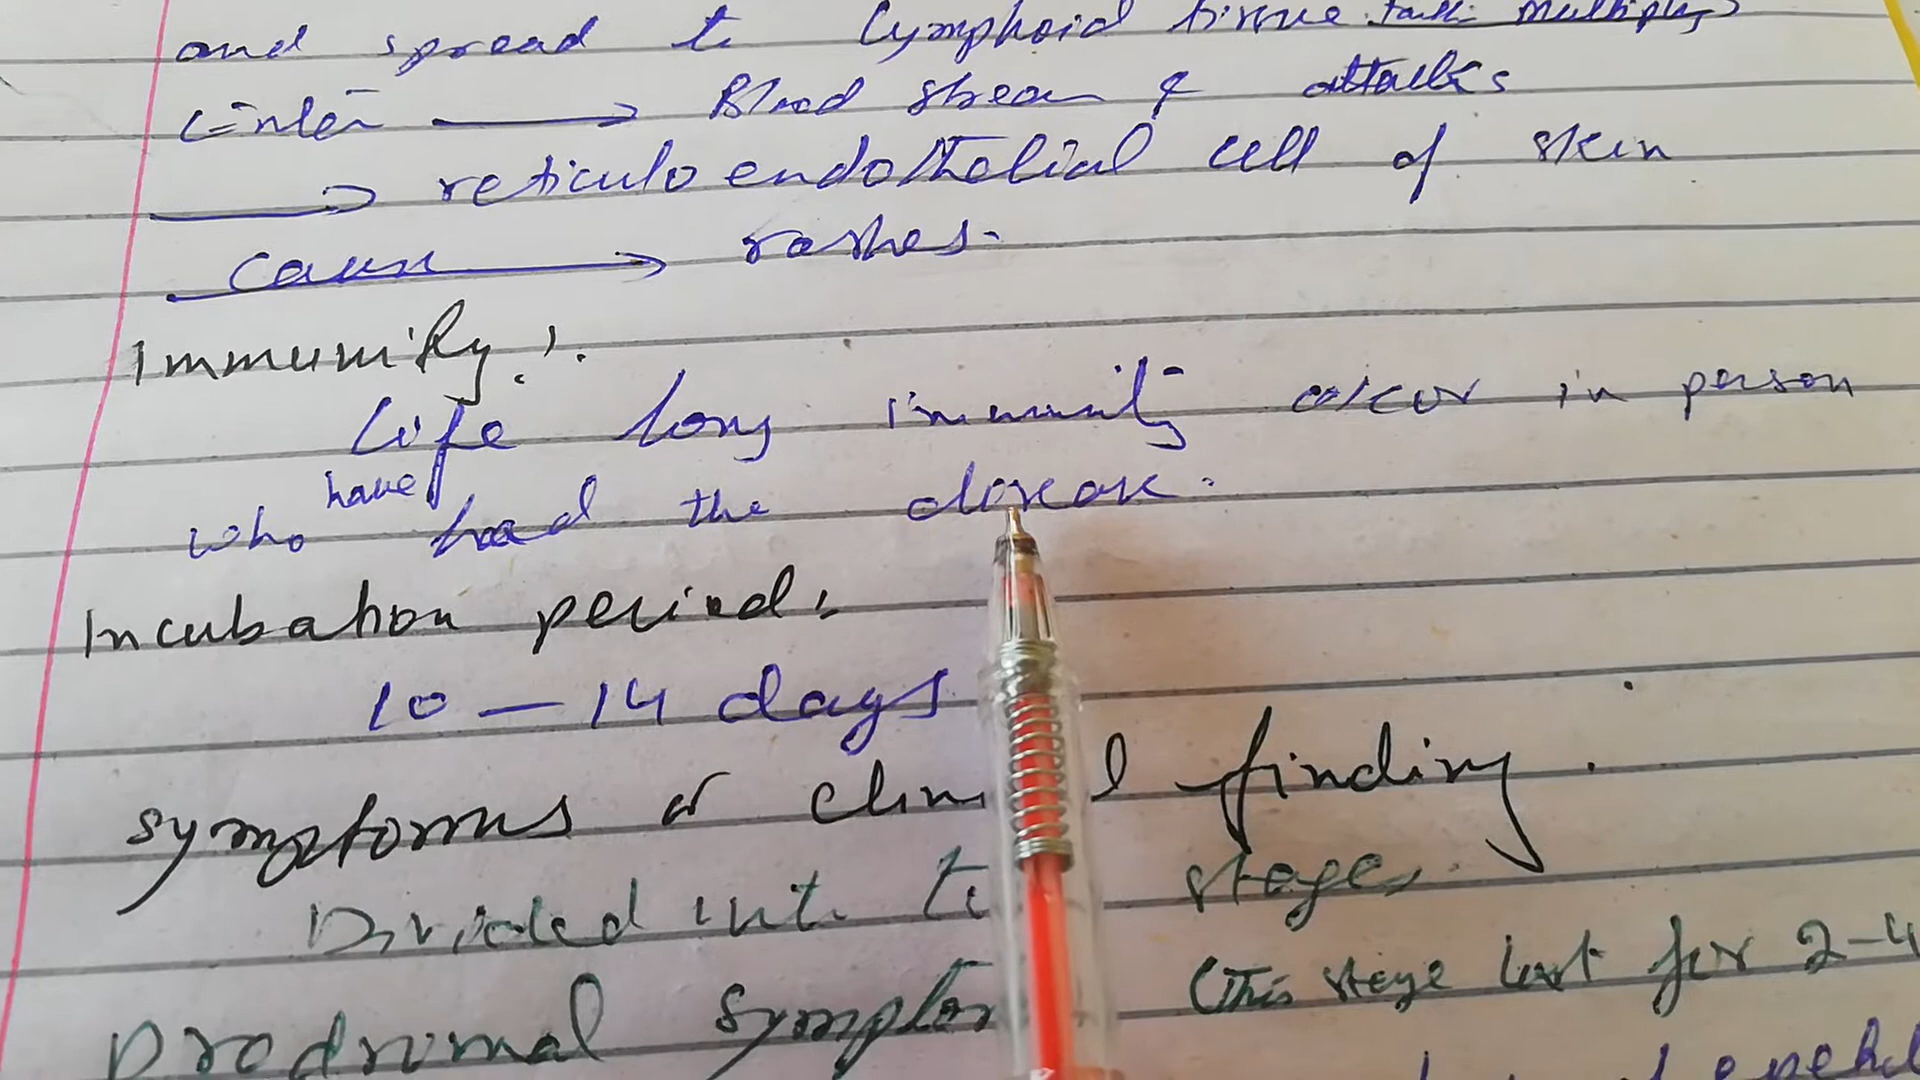 and spread to lymphoid tissue. multiply
enter → Blood stream & attacks
→ reticulo endothelial cell of skin
cause → rashes.
Immunity:
Life long immunity occur in person
who have had the disease.
Incubation period:
10 – 14 days
symptoms or clin l finding.
Divided into stages.
Prodromal symptom (This stage last for 2-4